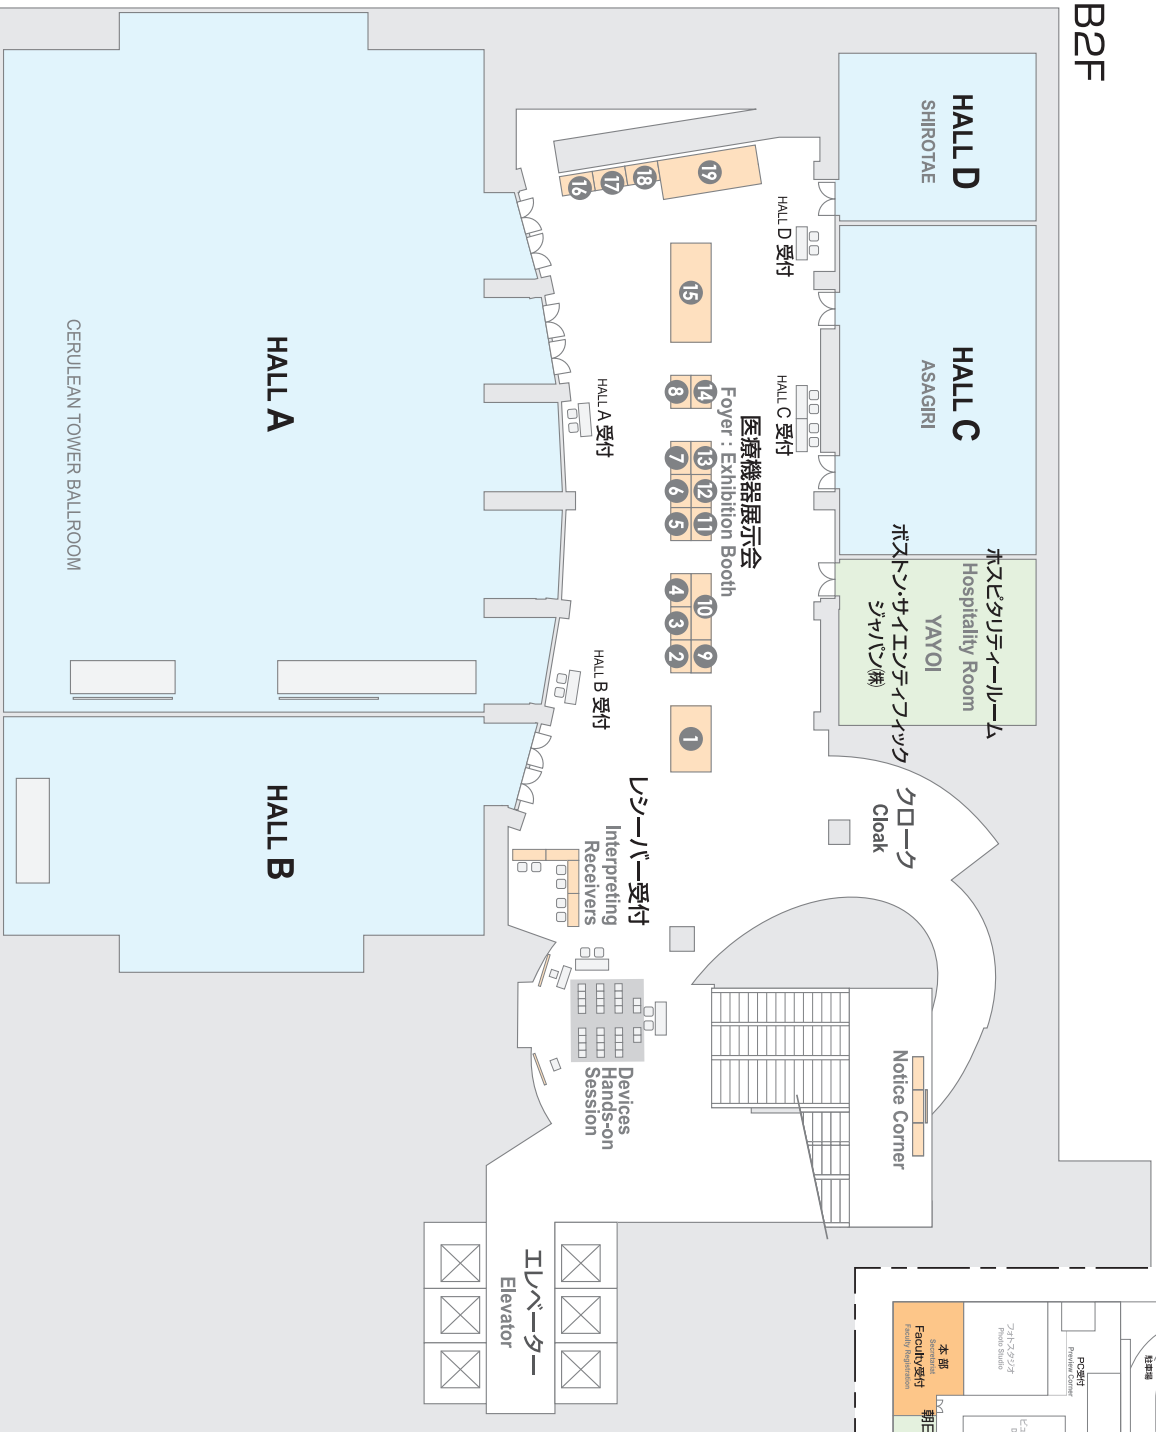 B2F
HALL D
SHIROTAE
HALL C
ASAGIRI
ホスピタリティールーム
Hospitality Room
YAYOI
ボストン・サイエンティフィック
ジャパン(株)
HALL D 受付
HALL C 受付
19
18
17
16
15
14
8
医療機器展示会
Foyer : Exhibition Booth
13
12
11
7
6
5
10
9
4
3
2
1
HALL A 受付
HALL B 受付
HALL A
CERULEAN TOWER BALLROOM
HALL B
クローク
Cloak
レシーバー受付
Interpreting
Receivers
Devices
Hands-on
Session
Notice Corner
エレベーター
Elevator
駐車場
PC受付
Preview Corner
フォトスタジオ
Photo Studio
本部
Secretariat
Faculty受付
Faculty Registration
朝日